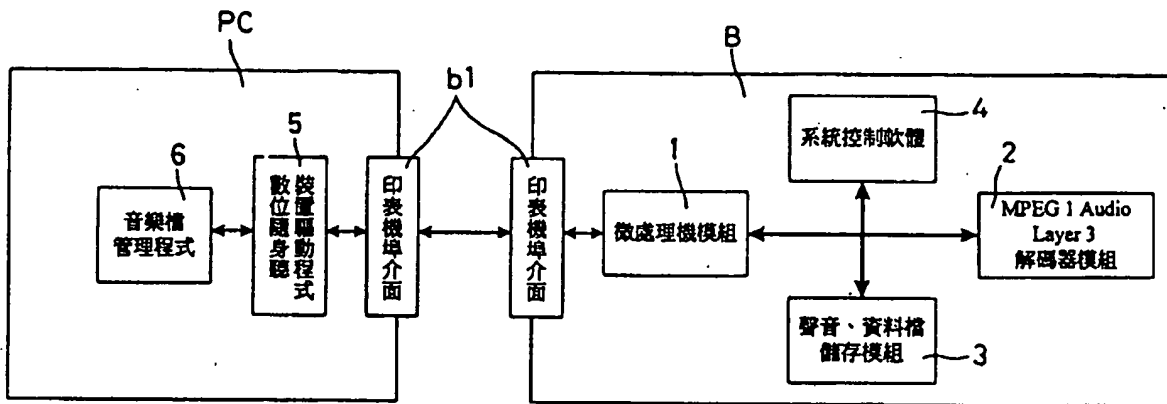 PC
B
b1
6
音樂檔
管理程式
5
數位隨身聽
裝置驅動程式
印表機埠介面
印表機埠介面
1
微處理機模組
4
系統控制軟體
2
MPEG 1 Audio
Layer 3
解碼器模組
聲音、資料檔
儲存模組
3